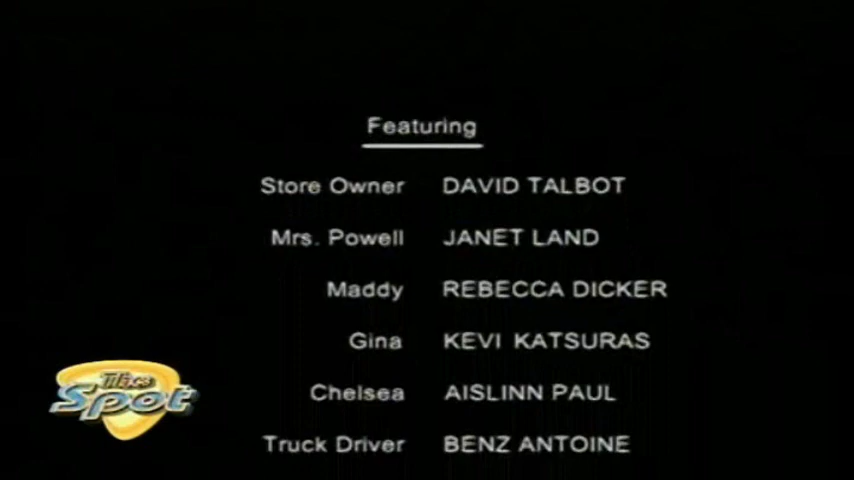 Featuring
Store Owner DAVID TALBOT
Mrs. Powell JANET LAND
Maddy REBECCA DICKER
Gina KEVI KATSURAS
Chelsea AISLINN PAUL
This Spot
Truck Driver BENZ ANTOINE